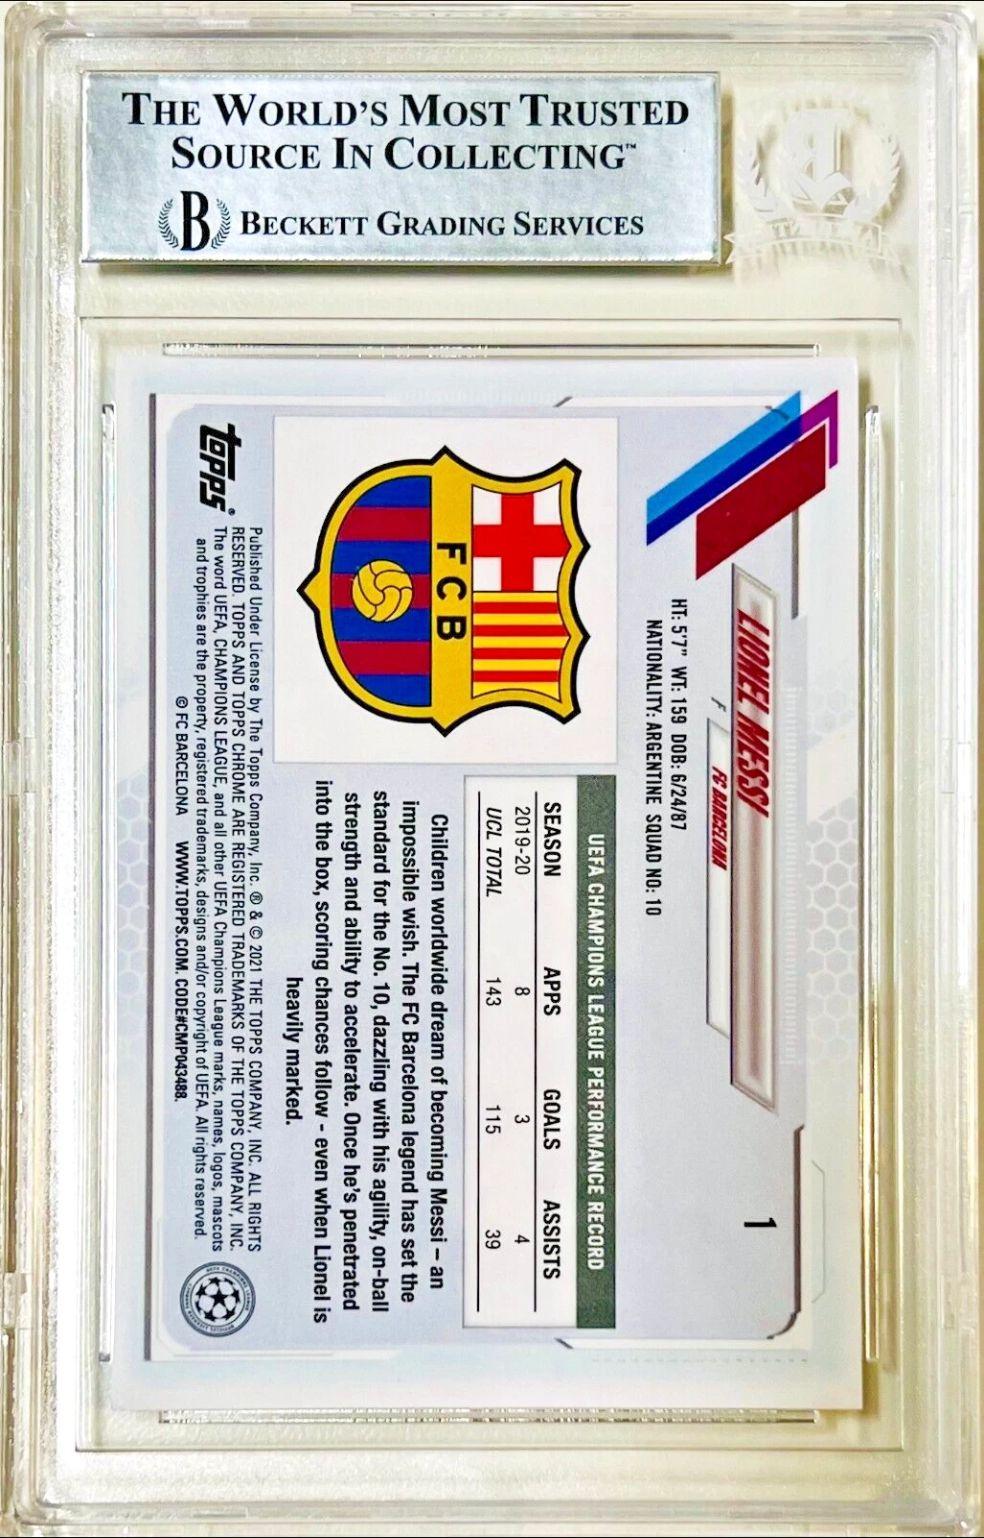 THE WORLD'S MOST TRUSTED
SOURCE IN COLLECTING™
B BECKETT GRADING SERVICES
1
LIONEL MESSI
F FC BARCELONA
HT: 5'7" WT: 159 DOB: 6/24/87
NATIONALITY: ARGENTINE SQUAD NO: 10
FCB
UEFA CHAMPIONS LEAGUE PERFORMANCE RECORD
SEASON APPS GOALS ASSISTS
2019-20 8 3 4
UCL TOTAL 143 115 39
Children worldwide dream of becoming Messi – an
impossible wish. The FC Barcelona legend has set the
standard for the No. 10, dazzling with his agility, on-ball
strength and ability to accelerate. Once he's penetrated
into the box, scoring chances follow – even when Lionel is
heavily marked.
topps®
Published Under License by The Topps Company, Inc. ® & © 2021 THE TOPPS COMPANY, INC. ALL RIGHTS
RESERVED. TOPPS AND TOPPS CHROME ARE REGISTERED TRADEMARKS OF THE TOPPS COMPANY, INC.
The word UEFA, CHAMPIONS LEAGUE, and all other UEFA Champions League marks, names, logos, mascots
and trophies are the property, registered trademarks, designs and/or copyright of UEFA. All rights reserved.
© FC BARCELONA WWW.TOPPS.COM. CODE#CMP043488.